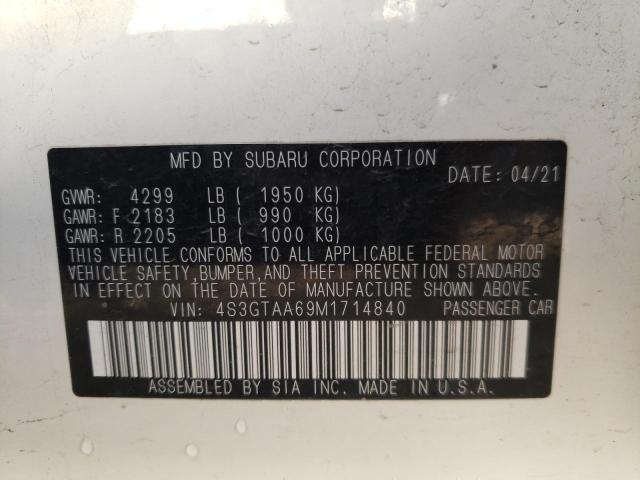 MFD BY SUBARU CORPORATION
DATE: 04/21
GVWR: 4299 LB ( 1950 KG)
GAWR: F 2183 LB ( 990 KG)
GAWR: R 2205 LB ( 1000 KG)
THIS VEHICLE CONFORMS TO ALL APPLICABLE FEDERAL MOTOR
VEHICLE SAFETY, BUMPER, AND THEFT PREVENTION STANDARDS
IN EFFECT ON THE DATE OF MANUFACTURE SHOWN ABOVE.
VIN: 4S3GTAA69M1714840 PASSENGER CAR
ASSEMBLED BY SIA INC. MADE IN U.S.A.